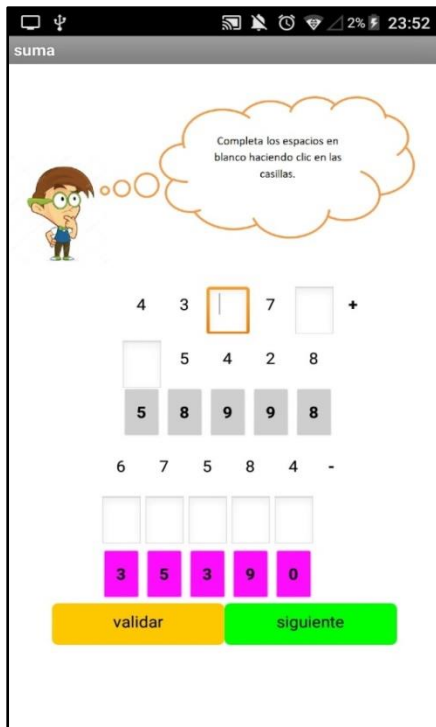 2% 23:52
suma
Completa los espacios en
blanco haciendo clic en las
casillas.
4 3 7 +
5 4 2 8
5 8 9 9 8
6 7 5 8 4 -
3 5 3 9 0
validar siguiente